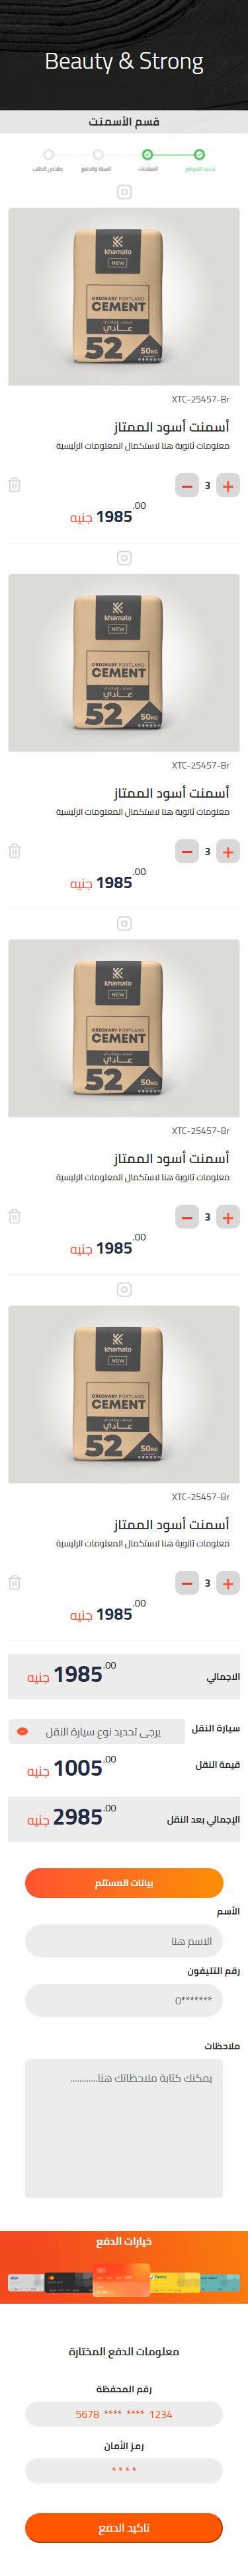 Beauty & Strong
قسم الأسمنت
تحديد الموقع
المنتجات
السلة والدفع
ملخص الطلب
khamato
NEW
ORDINARY PORTLAND
CEMENT
عــادي
52
50KG
XTC-25457-Br
أسمنت أسود الممتاز
معلومات ثانوية هنا لاستكمال المعلومات الرئيسية
+ 3 −
1985.00 جنيه
khamato
NEW
ORDINARY PORTLAND
CEMENT
عــادي
52
50KG
XTC-25457-Br
أسمنت أسود الممتاز
معلومات ثانوية هنا لاستكمال المعلومات الرئيسية
+ 3 −
1985.00 جنيه
khamato
NEW
ORDINARY PORTLAND
CEMENT
عــادي
52
50KG
XTC-25457-Br
أسمنت أسود الممتاز
معلومات ثانوية هنا لاستكمال المعلومات الرئيسية
+ 3 −
1985.00 جنيه
khamato
NEW
ORDINARY PORTLAND
CEMENT
عــادي
52
50KG
XTC-25457-Br
أسمنت أسود الممتاز
معلومات ثانوية هنا لاستكمال المعلومات الرئيسية
+ 3 −
1985.00 جنيه
الاجمالي 1985.00 جنيه
سيارة النقل يرجى تحديد نوع سيارة النقل
قيمة النقل 1005.00 جنيه
الإجمالي بعد النقل 2985.00 جنيه
بيانات المستلم
الأسم
الاسم هنا
رقم التليفون
0*******
ملاحظات
يمكنك كتابة ملاحظاتك هنا............
خيارات الدفع
معلومات الدفع المختارة
رقم المحفظة
5678 **** **** 1234
رمز الأمان
* * * *
تاكيد الدفع